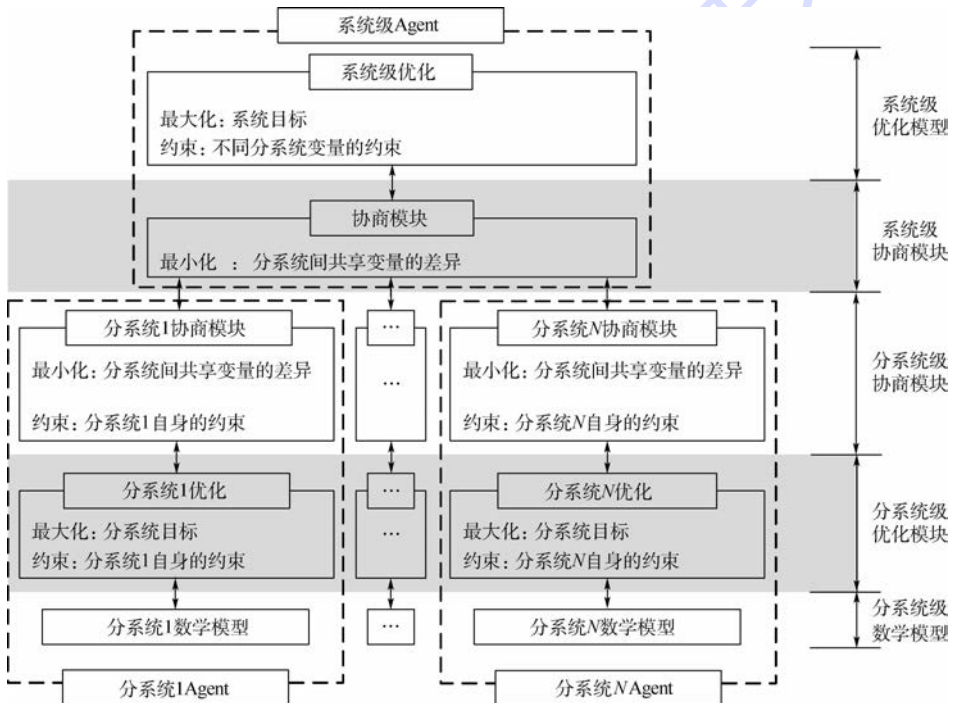 系统级Agent
系统级优化
最大化:系统目标
约束:不同分系统变量的约束
系统级
优化模型
协商模块
最小化 :分系统间共享变量的差异
系统级
协商模块
分系统1协商模块
最小化:分系统间共享变量的差异
约束:分系统1自身的约束
…
…
分系统N协商模块
最小化:分系统间共享变量的差异
约束:分系统N自身的约束
分系统级
协商模块
分系统1优化
最大化:分系统目标
约束:分系统1自身的约束
…
…
分系统N优化
最大化:分系统目标
约束:分系统N自身的约束
分系统级
优化模块
分系统1数学模型
…
分系统N数学模型
分系统级
数学模型
分系统1Agent
分系统N Agent